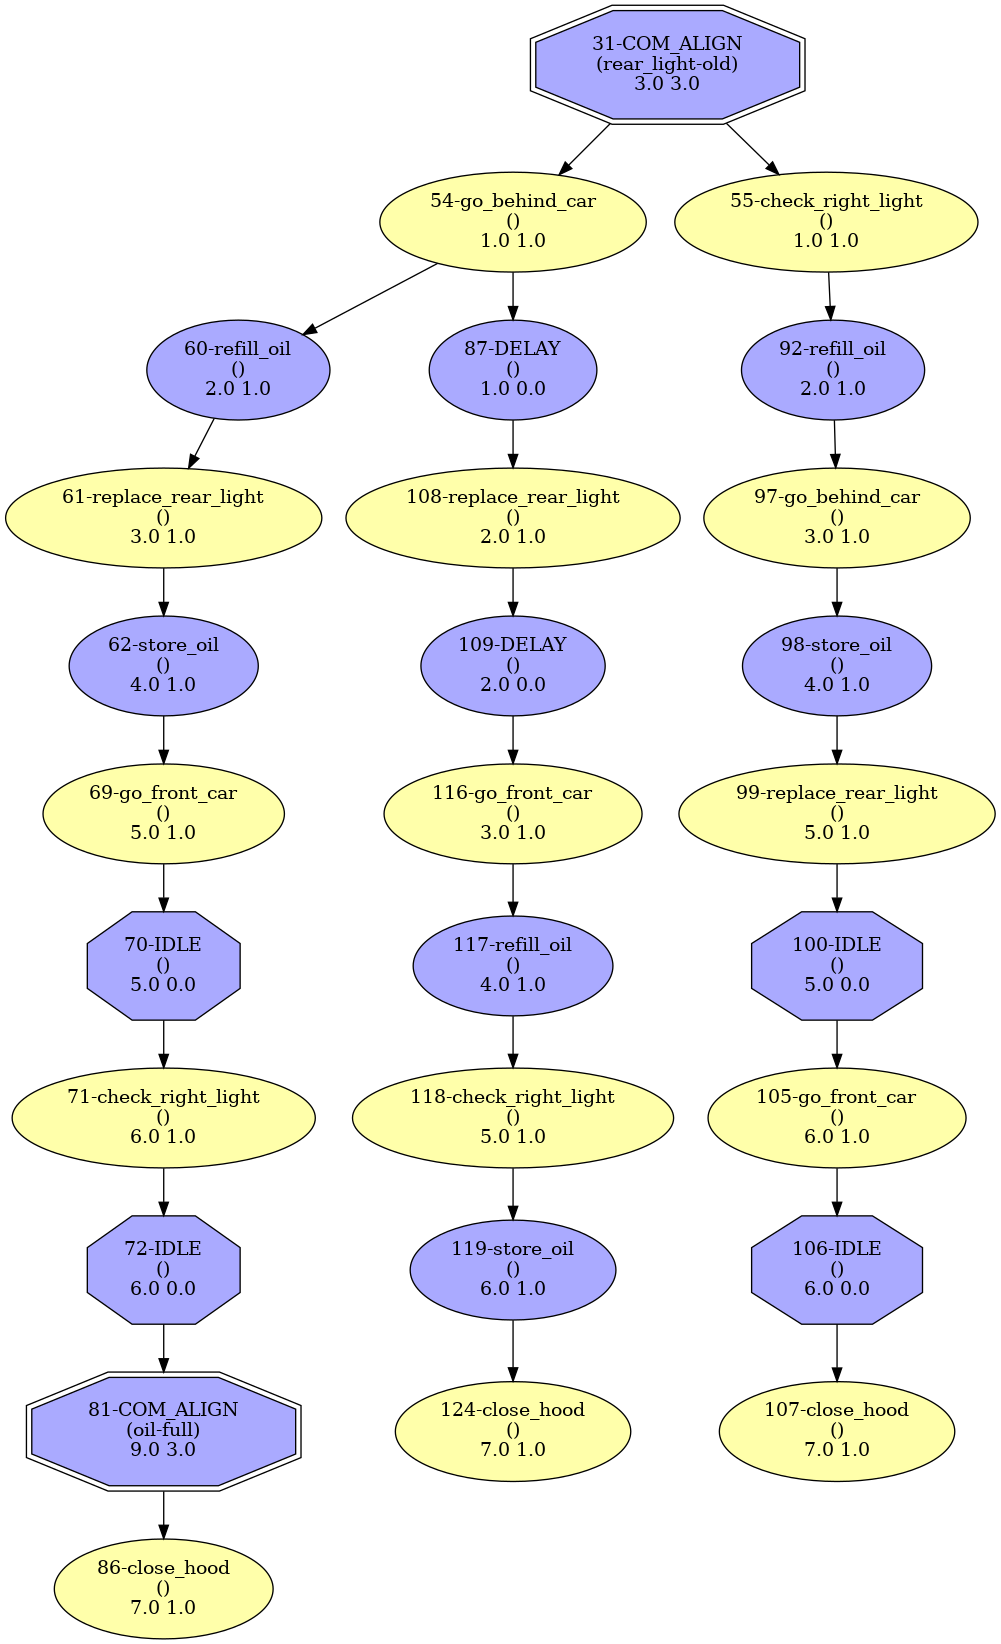 31-COM_ALIGN
(rear_light-old)
3.0 3.0
54-go_behind_car
()
1.0 1.0
55-check_right_light
()
1.0 1.0
60-refill_oil
()
2.0 1.0
87-DELAY
()
1.0 0.0
92-refill_oil
()
2.0 1.0
61-replace_rear_light
()
3.0 1.0
108-replace_rear_light
()
2.0 1.0
97-go_behind_car
()
3.0 1.0
62-store_oil
()
4.0 1.0
109-DELAY
()
2.0 0.0
98-store_oil
()
4.0 1.0
69-go_front_car
()
5.0 1.0
116-go_front_car
()
3.0 1.0
99-replace_rear_light
()
5.0 1.0
70-IDLE
()
5.0 0.0
117-refill_oil
()
4.0 1.0
100-IDLE
()
5.0 0.0
71-check_right_light
()
6.0 1.0
118-check_right_light
()
5.0 1.0
105-go_front_car
()
6.0 1.0
72-IDLE
()
6.0 0.0
119-store_oil
()
6.0 1.0
106-IDLE
()
6.0 0.0
81-COM_ALIGN
(oil-full)
9.0 3.0
124-close_hood
()
7.0 1.0
107-close_hood
()
7.0 1.0
86-close_hood
()
7.0 1.0